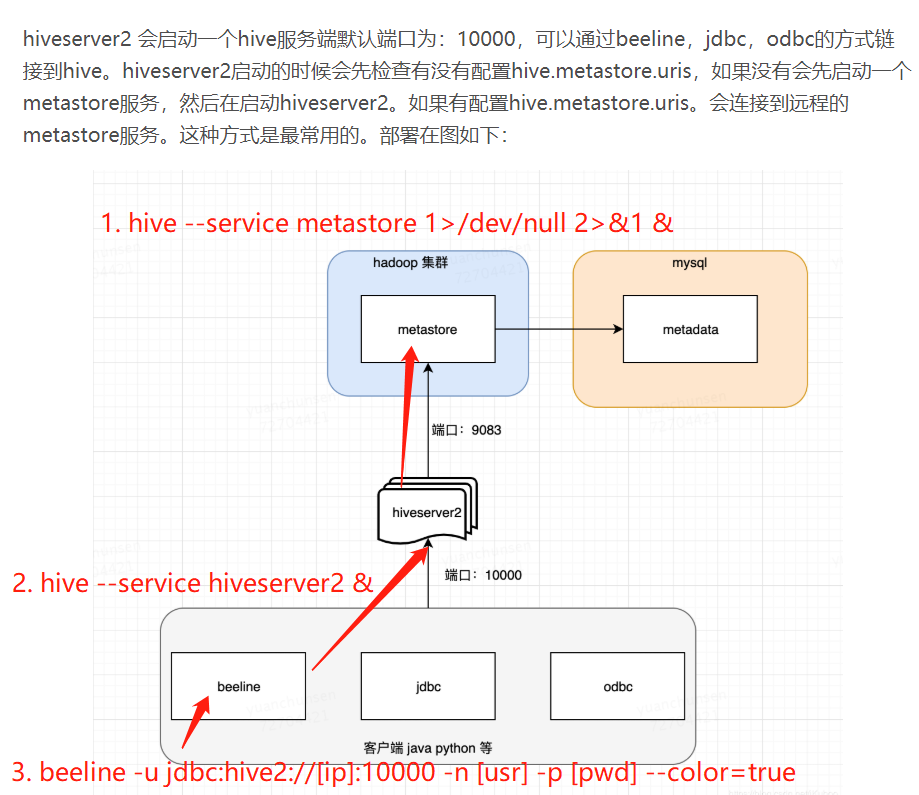 hiveserver2 会启动一个hive服务端默认端口为：10000，可以通过beeline，jdbc，odbc的方式链
接到hive。hiveserver2启动的时候会先检查有没有配置hive.metastore.uris，如果没有会先启动一个
metastore服务，然后在启动hiveserver2。如果有配置hive.metastore.uris。会连接到远程的
metastore服务。这种方式是最常用的。部署在图如下：
1. hive --service metastore 1>/dev/null 2>&1 &
hadoop 集群
mysql
metastore
metadata
端口：9083
hiveserver2
端口：10000
2. hive --service hiveserver2 &
beeline
jdbc
odbc
客户端 java python 等
3. beeline -u jdbc:hive2://[ip]:10000 -n [usr] -p [pwd] --color=true